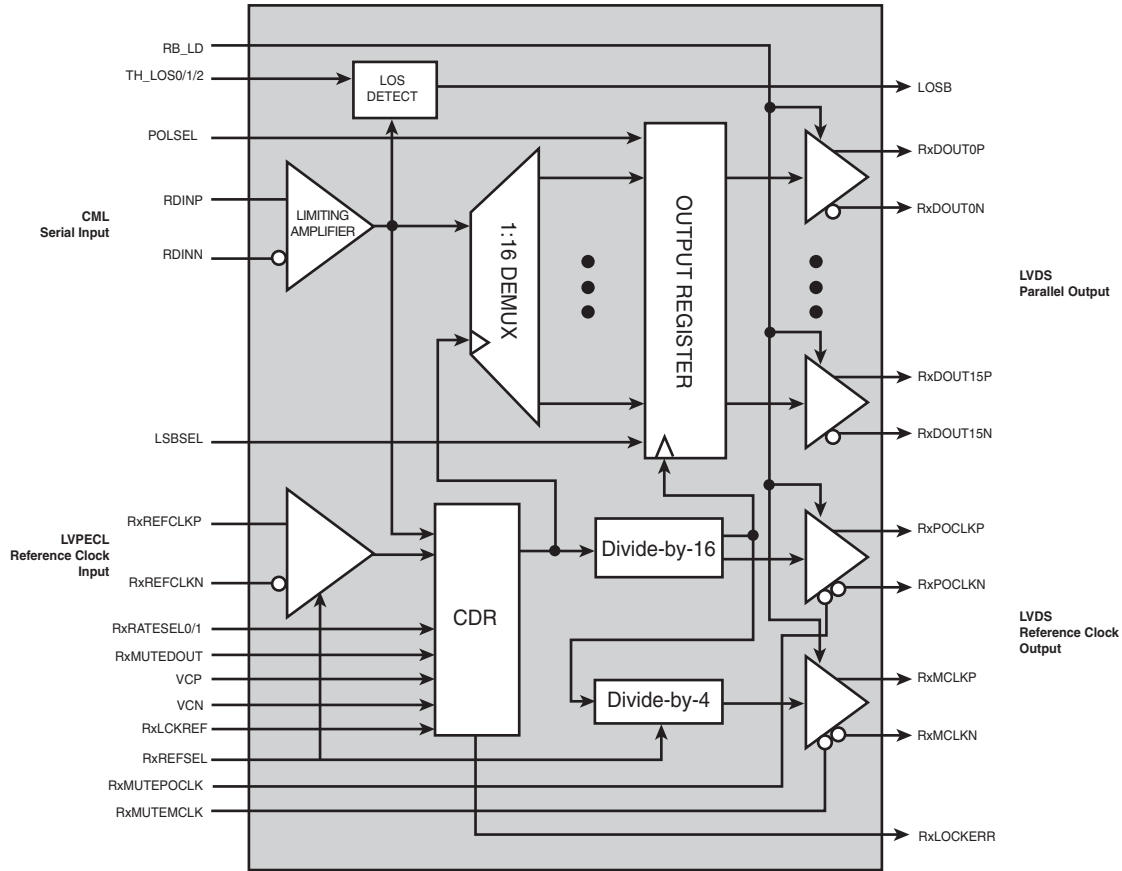 RB_LD
TH_LOS0/1/2
LOS
DETECT
LOSB
POLSEL
RxDOUT0P
RDINP
CML
Serial Input
LIMITING
AMPLIFIER
RxDOUT0N
RDINN
1:16 DEMUX
OUTPUT REGISTER
LVDS
Parallel Output
RxDOUT15P
RxDOUT15N
LSBSEL
RxREFCLKP
LVPECL
Reference Clock
Input
RxREFCLKN
Divide-by-16
RxPOCLKP
RxPOCLKN
CDR
LVDS
Reference Clock
Output
RxRATESEL0/1
RxMUTEDOUT
VCP
VCN
RxLCKREF
Divide-by-4
RxMCLKP
RxMCLKN
RxREFSEL
RxMUTEPOCLK
RxMUTEMCLK
RxLOCKERR